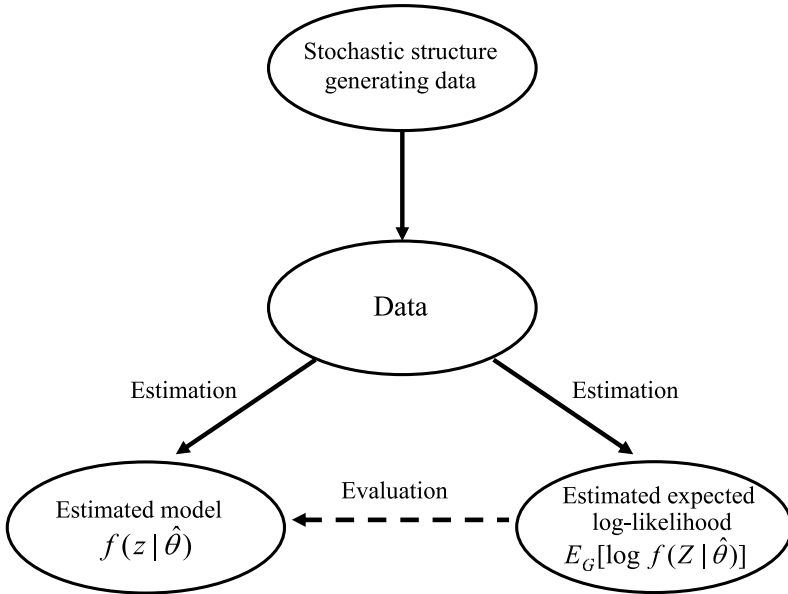 Stochastic structure
generating data
Data
Estimation
Estimation
Estimated model
f(z|θ̂)
Evaluation
Estimated expected
log-likelihood
E_G[log f(Z|θ̂)]